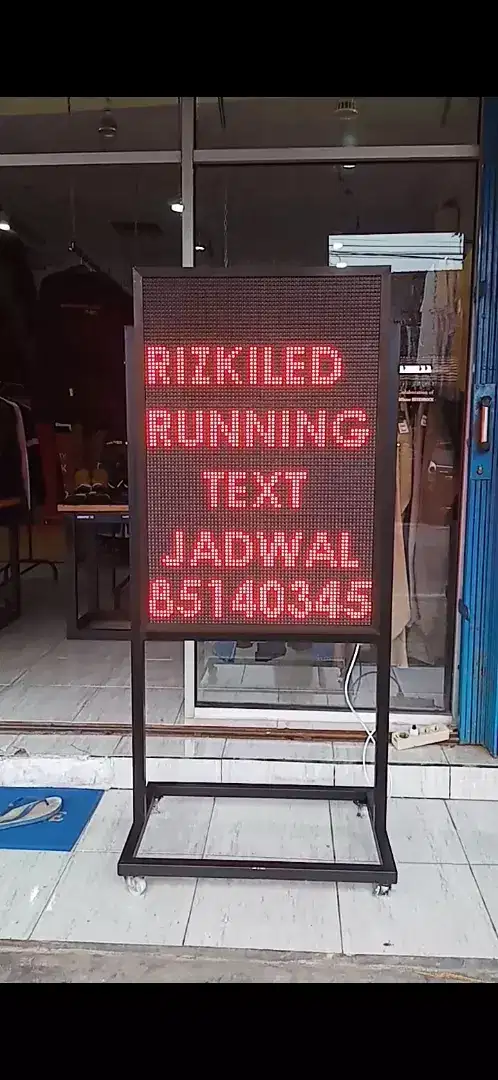 RIZKILED
RUNNING
TEXT
JADWAL
85140345